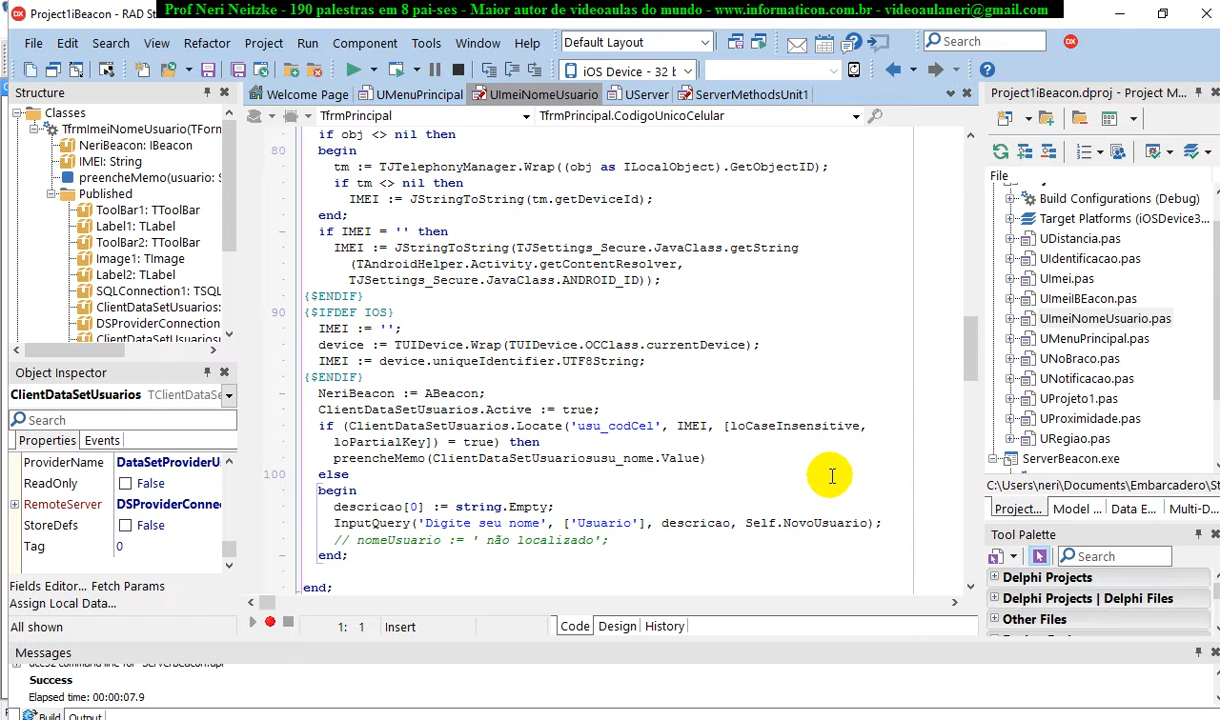 Prof Neri Neitzke - 190 palestras em 8 pai-ses - Maior autor de videoaulas do mundo - www.informaticon.com.br - videoaulaneri@gmail.com
Project1iBeacon - RAD St
File Edit Search View Refactor Project Run Component Tools Window Help
Default Layout
Search
iOS Device - 32 b
Structure
Classes
TfrmImeiNomeUsuario(TForn
NeriBeacon: IBeacon
IMEI: String
preencheMemo(usuario: S
Published
ToolBar1: TToolBar
Label1: TLabel
ToolBar2: TToolBar
Image1: TImage
Label2: TLabel
SQLConnection1: TSQL
ClientDataSetUsuarios:
DSProviderConnection
ClientDataSetUsuarios
Object Inspector
ClientDataSetUsuarios TClientDataSe
Search
Properties Events
ProviderName DataSetProviderU
ReadOnly False
RemoteServer DSProviderConne
StoreDefs False
Tag 0
Fields Editor... Fetch Params
Assign Local Data...
All shown
Welcome Page UMenuPrincipal UImeiNomeUsuario UServer ServerMethodsUnit1
TfrmPrincipal TfrmPrincipal.CodigoUnicoCelular
if obj <> nil then
80 begin
tm := TJTelephonyManager.Wrap((obj as ILocalObject).GetObjectID);
if tm <> nil then
IMEI := JStringToString(tm.getDeviceId);
end;
if IMEI = '' then
IMEI := JStringToString(TJSettings_Secure.JavaClass.getString
(TAndroidHelper.Activity.getContentResolver,
TJSettings_Secure.JavaClass.ANDROID_ID));
{$ENDIF}
90 {$IFDEF IOS}
IMEI := '';
device := TUIDevice.Wrap(TUIDevice.OCClass.currentDevice);
IMEI := device.uniqueIdentifier.UTF8String;
{$ENDIF}
NeriBeacon := ABeacon;
ClientDataSetUsuarios.Active := true;
if (ClientDataSetUsuarios.Locate('usu_codCel', IMEI, [loCaseInsensitive,
loPartialKey]) = true) then
preencheMemo(ClientDataSetUsuariosusu_nome.Value)
100 else
begin
descricao[0] := string.Empty;
InputQuery('Digite seu nome', ['Usuario'], descricao, Self.NovoUsuario);
// nomeUsuario := ' não localizado';
end;
end;
1: 1 Insert
Code Design History
Project1iBeacon.dproj - Project M...
File
Build Configurations (Debug)
Target Platforms (iOSDevice3...
UDistancia.pas
UIdentificacao.pas
UImei.pas
UImeiIBEacon.pas
UImeiNomeUsuario.pas
UMenuPrincipal.pas
UNoBraco.pas
UNotificacao.pas
UProjeto1.pas
UProximidade.pas
URegiao.pas
ServerBeacon.exe
C:\Users\neri\Documents\Embarcadero\St
Project... Model ... Data E... Multi-D...
Tool Palette
Search
Delphi Projects
Delphi Projects | Delphi Files
Other Files
Messages
dcc32 command line for "ServerBeacon.dpr"
Success
Elapsed time: 00:00:07.9
Build Output